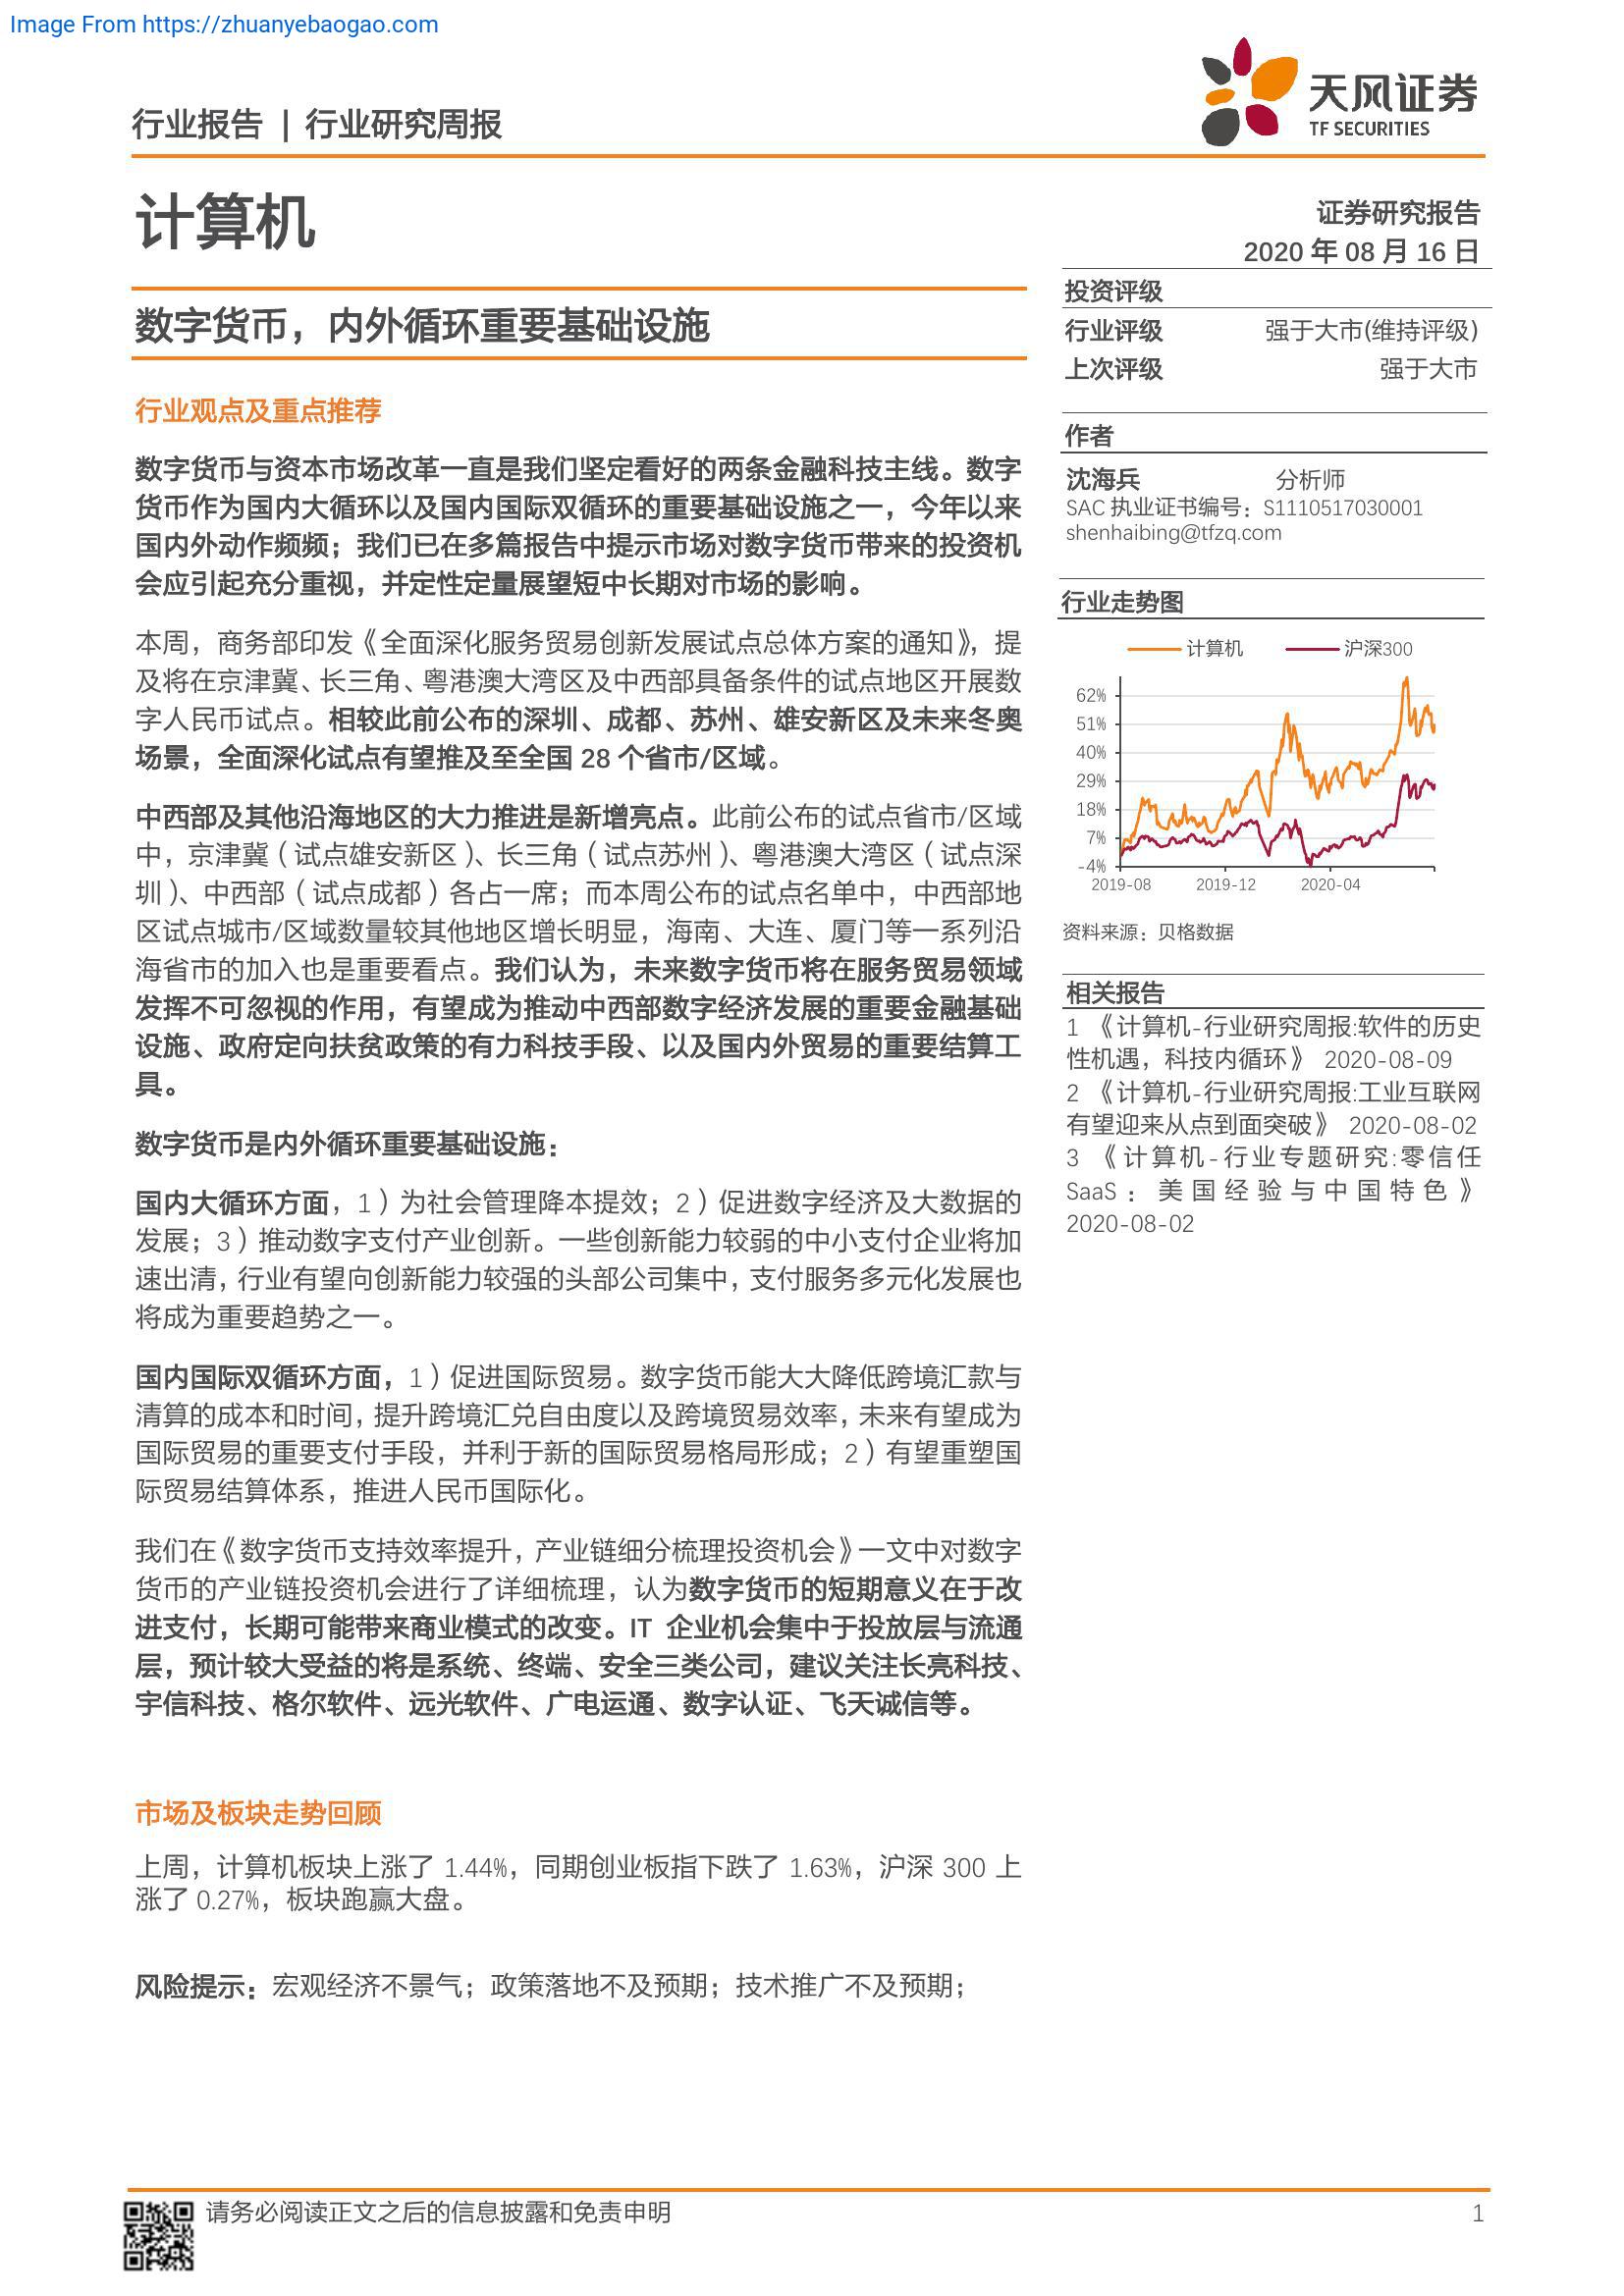 Image From https://zhuanyebaogao.com
行业报告 | 行业研究周报
天风证券
TF SECURITIES
计算机
证券研究报告
2020 年 08 月 16 日
数字货币，内外循环重要基础设施
投资评级
行业评级 强于大市(维持评级)
上次评级 强于大市
作者
沈海兵 分析师
SAC 执业证书编号：S1110517030001
shenhaibing@tfzq.com
行业走势图
计算机 沪深300
62%
51%
40%
29%
18%
7%
-4%
2019-08 2019-12 2020-04
资料来源：贝格数据
相关报告
1 《计算机-行业研究周报:软件的历史
性机遇，科技内循环》 2020-08-09
2 《计算机-行业研究周报:工业互联网
有望迎来从点到面突破》 2020-08-02
3 《计算机-行业专题研究:零信任
SaaS：美国经验与中国特色》
2020-08-02
行业观点及重点推荐
数字货币与资本市场改革一直是我们坚定看好的两条金融科技主线。数字
货币作为国内大循环以及国内国际双循环的重要基础设施之一，今年以来
国内外动作频频；我们已在多篇报告中提示市场对数字货币带来的投资机
会应引起充分重视，并定性定量展望短中长期对市场的影响。
本周，商务部印发《全面深化服务贸易创新发展试点总体方案的通知》，提
及将在京津冀、长三角、粤港澳大湾区及中西部具备条件的试点地区开展数
字人民币试点。相较此前公布的深圳、成都、苏州、雄安新区及未来冬奥
场景，全面深化试点有望推及至全国 28 个省市/区域。
中西部及其他沿海地区的大力推进是新增亮点。此前公布的试点省市/区域
中，京津冀（试点雄安新区）、长三角（试点苏州）、粤港澳大湾区（试点深
圳）、中西部（试点成都）各占一席；而本周公布的试点名单中，中西部地
区试点城市/区域数量较其他地区增长明显，海南、大连、厦门等一系列沿
海省市的加入也是重要看点。我们认为，未来数字货币将在服务贸易领域
发挥不可忽视的作用，有望成为推动中西部数字经济发展的重要金融基础
设施、政府定向扶贫政策的有力科技手段、以及国内外贸易的重要结算工
具。
数字货币是内外循环重要基础设施：
国内大循环方面，1）为社会管理降本提效；2）促进数字经济及大数据的
发展；3）推动数字支付产业创新。一些创新能力较弱的中小支付企业将加
速出清，行业有望向创新能力较强的头部公司集中，支付服务多元化发展也
将成为重要趋势之一。
国内国际双循环方面，1）促进国际贸易。数字货币能大大降低跨境汇款与
清算的成本和时间，提升跨境汇兑自由度以及跨境贸易效率，未来有望成为
国际贸易的重要支付手段，并利于新的国际贸易格局形成；2）有望重塑国
际贸易结算体系，推进人民币国际化。
我们在《数字货币支持效率提升，产业链细分梳理投资机会》一文中对数字
货币的产业链投资机会进行了详细梳理，认为数字货币的短期意义在于改
进支付，长期可能带来商业模式的改变。IT 企业机会集中于投放层与流通
层，预计较大受益的将是系统、终端、安全三类公司，建议关注长亮科技、
宇信科技、格尔软件、远光软件、广电运通、数字认证、飞天诚信等。
市场及板块走势回顾
上周，计算机板块上涨了 1.44%，同期创业板指下跌了 1.63%，沪深 300 上
涨了 0.27%，板块跑赢大盘。
风险提示：宏观经济不景气；政策落地不及预期；技术推广不及预期；
请务必阅读正文之后的信息披露和免责申明 1